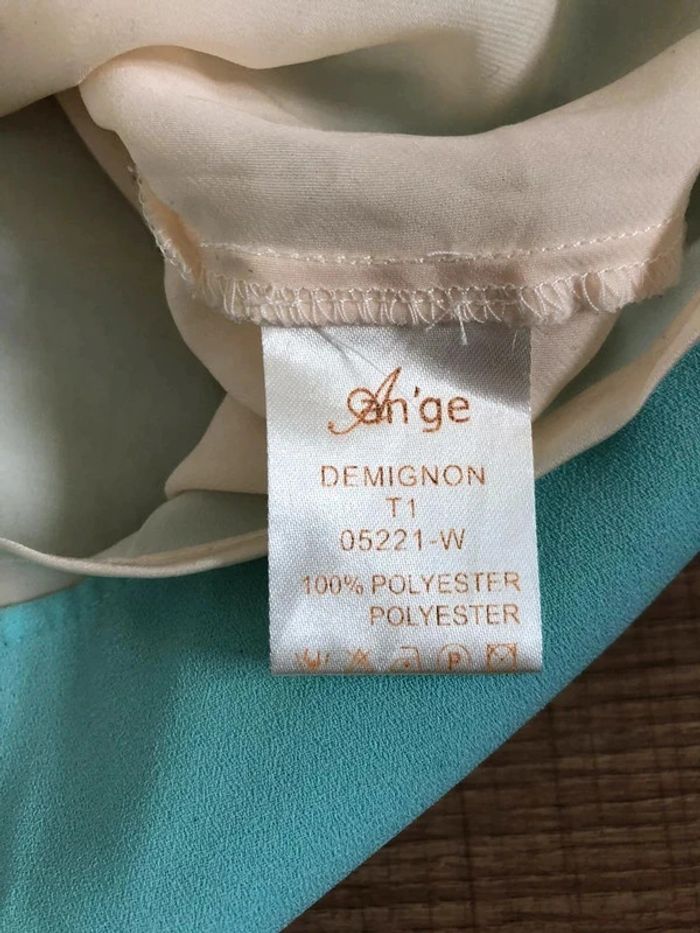 An'ge
DEMIGNON
T1
05221-W
100% POLYESTER
POLYESTER
P